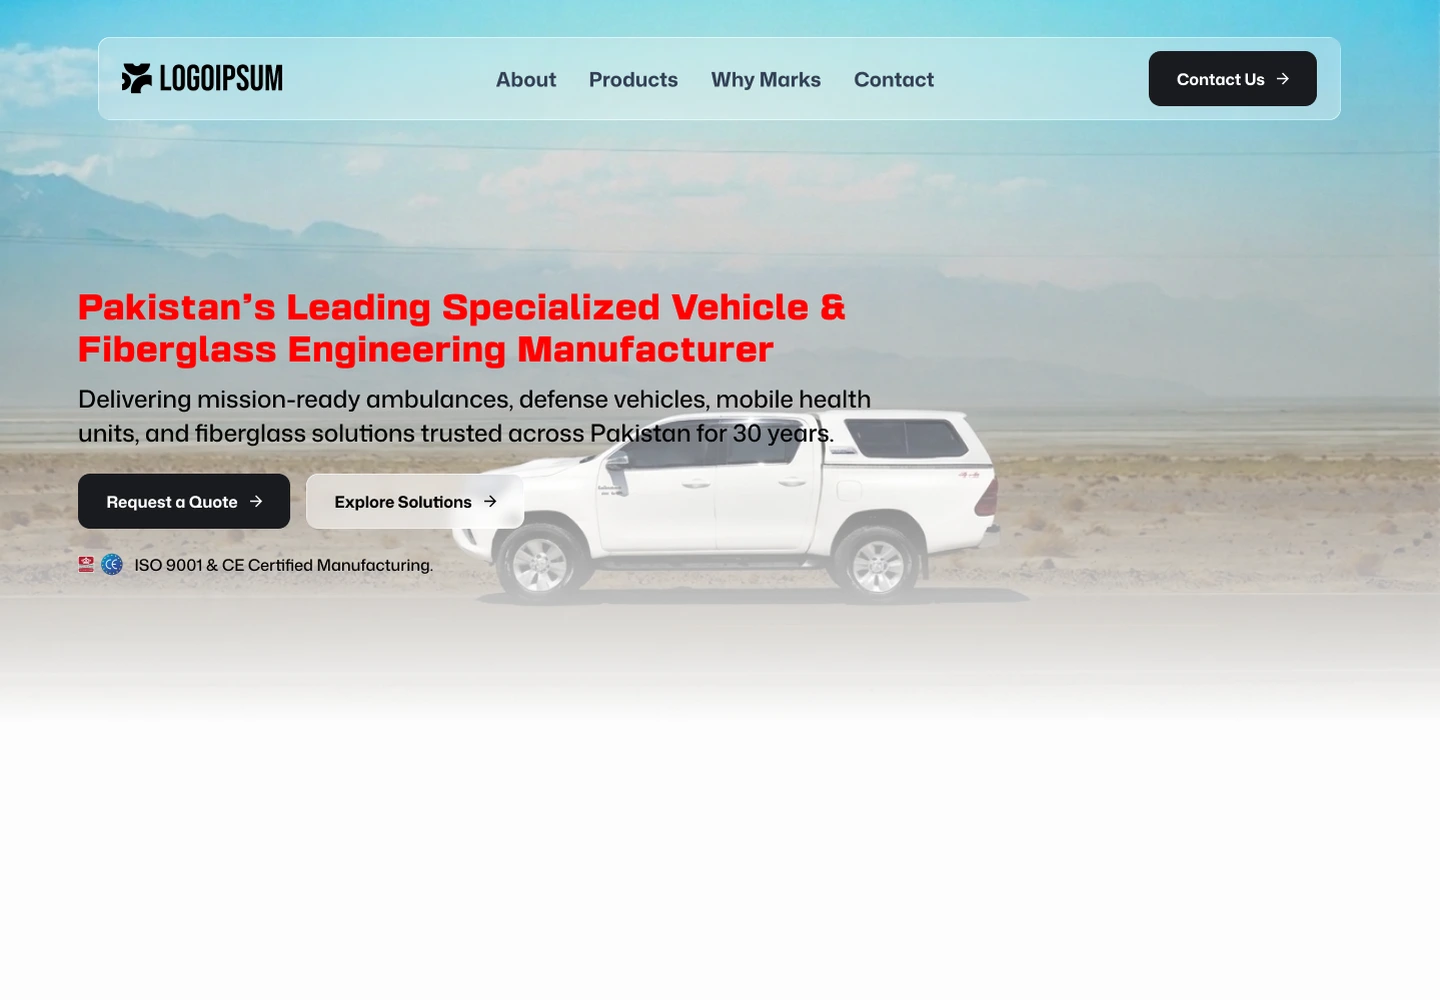 LOGOIPSUM
About
Products
Why Marks
Contact
Contact Us
Pakistan's Leading Specialized Vehicle &
Fiberglass Engineering Manufacturer
Delivering mission-ready ambulances, defense vehicles, mobile health
units, and fiberglass solutions trusted across Pakistan for 30 years.
Request a Quote
Explore Solutions
CE
ISO 9001 & CE Certified Manufacturing.